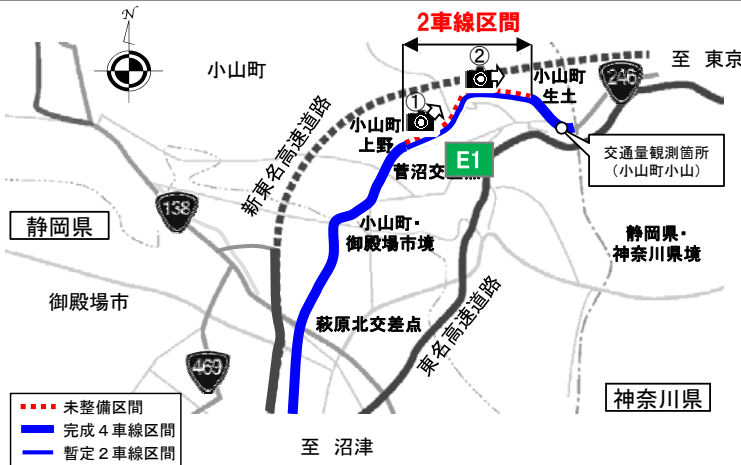 N
2車線区間
②
至 東京
小山町
小山町
生土
246
①
小山町
上野
新東名高速道路
E1
菅沼交差点
交通量観測箇所
(小山町小山)
138
静岡県
小山町・
御殿場市境
静岡県・
神奈川県境
御殿場市
萩原北交差点
東名高速道路
469
神奈川県
未整備区間
完成4車線区間
暫定2車線区間
至 沼津